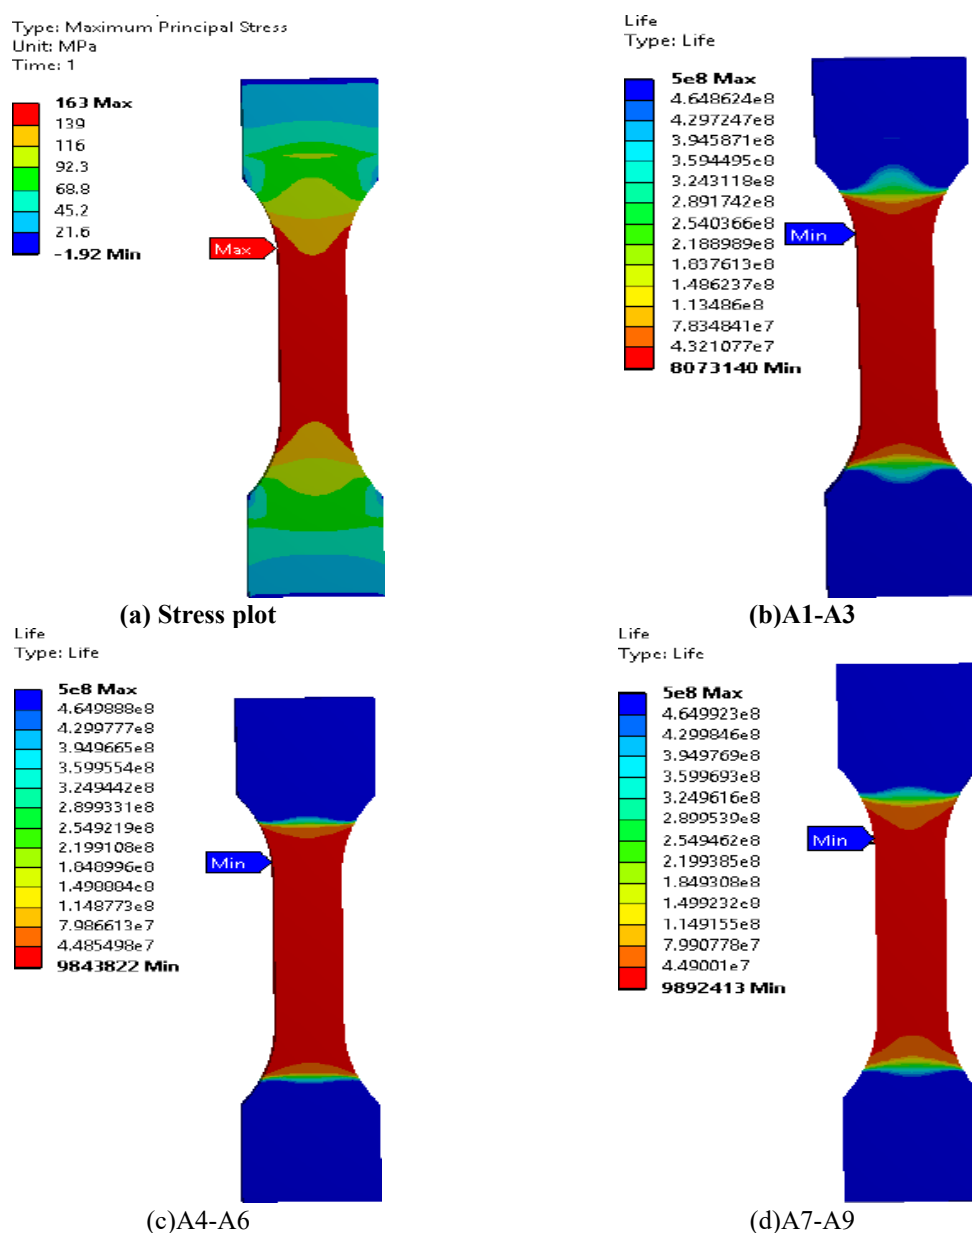 Type: Maximum Principal Stress
Unit: MPa
Time: 1
163 Max
139
116
92.3
68.8
45.2
21.6
-1.92 Min
Max
(a) Stress plot
Life
Type: Life
5e8 Max
4.648624e8
4.297247e8
3.945871e8
3.594495e8
3.243118e8
2.891742e8
2.540366e8
2.188989e8
1.837613e8
1.486237e8
1.13486e8
7.834841e7
4.321077e7
8073140 Min
Min
(b)A1-A3
Life
Type: Life
5e8 Max
4.649888e8
4.299777e8
3.949665e8
3.599554e8
3.249442e8
2.899331e8
2.549219e8
2.199108e8
1.848996e8
1.498884e8
1.148773e8
7.986613e7
4.485498e7
9843822 Min
Min
(c)A4-A6
Life
Type: Life
5e8 Max
4.649923e8
4.299846e8
3.949769e8
3.599693e8
3.249616e8
2.899539e8
2.549462e8
2.199385e8
1.849308e8
1.499232e8
1.149155e8
7.990778e7
4.49001e7
9892413 Min
Min
(d)A7-A9